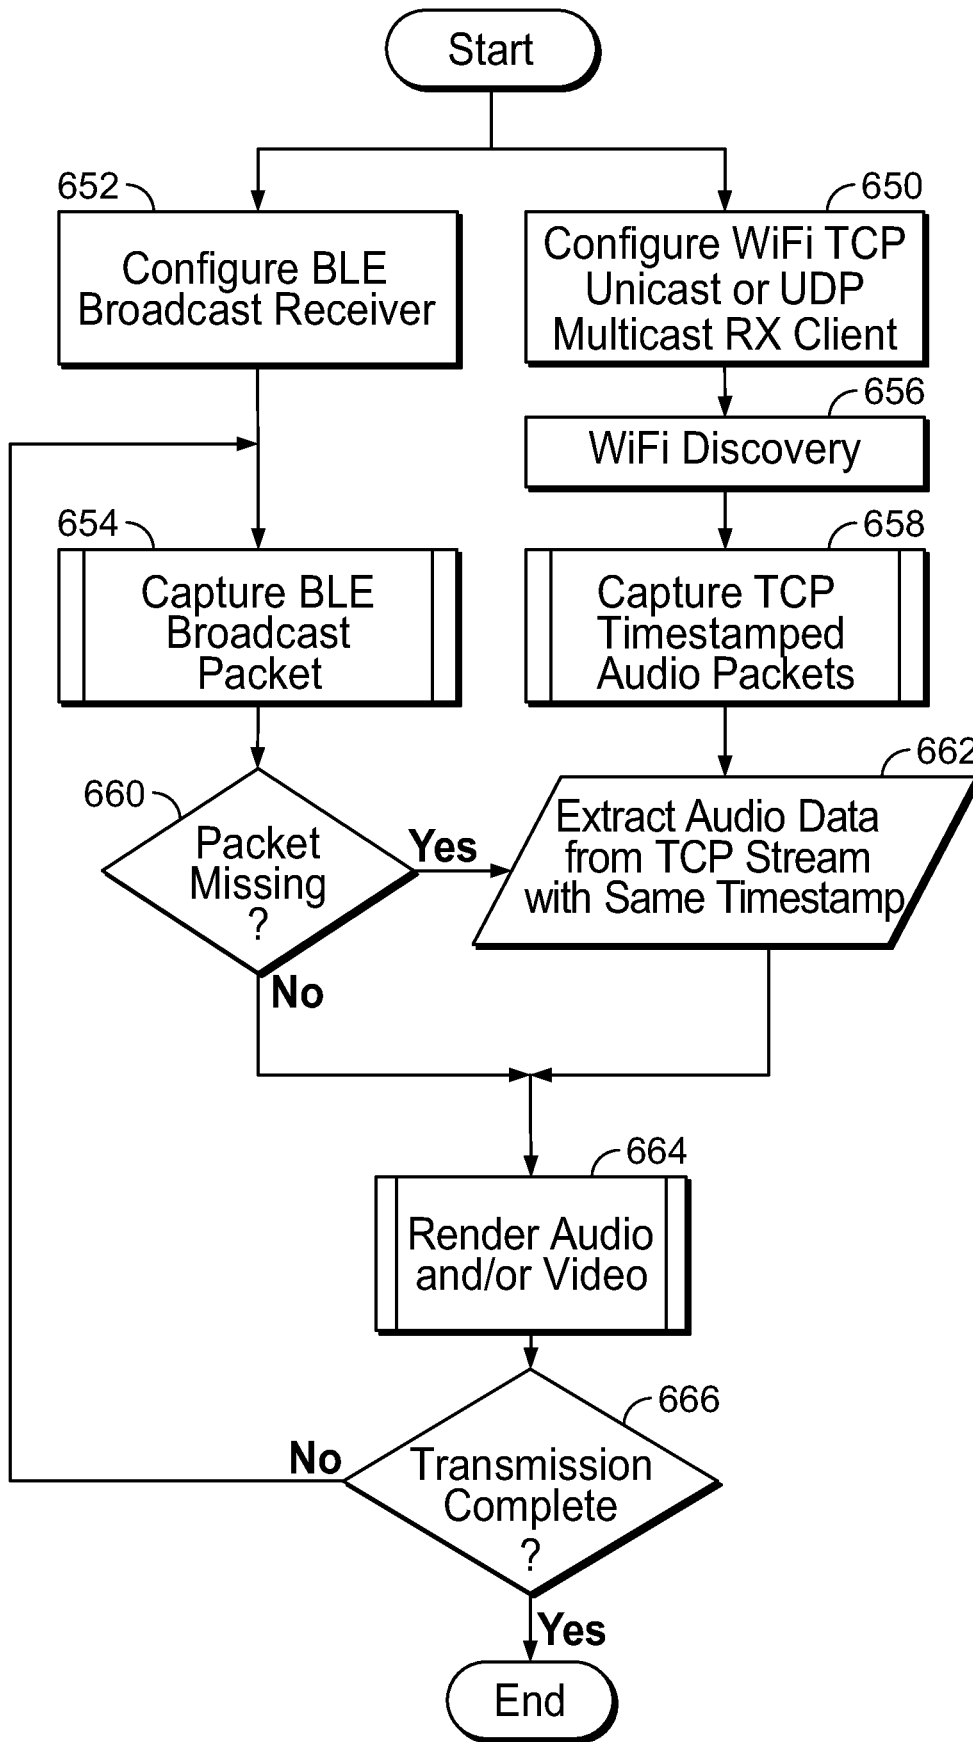 Start
652
Configure BLE
Broadcast Receiver
650
Configure WiFi TCP
Unicast or UDP
Multicast RX Client
656
WiFi Discovery
654
Capture BLE
Broadcast
Packet
658
Capture TCP
Timestamped
Audio Packets
660
Packet
Missing
?
Yes
No
662
Extract Audio Data
from TCP Stream
with Same Timestamp
664
Render Audio
and/or Video
666
Transmission
Complete
?
No
Yes
End